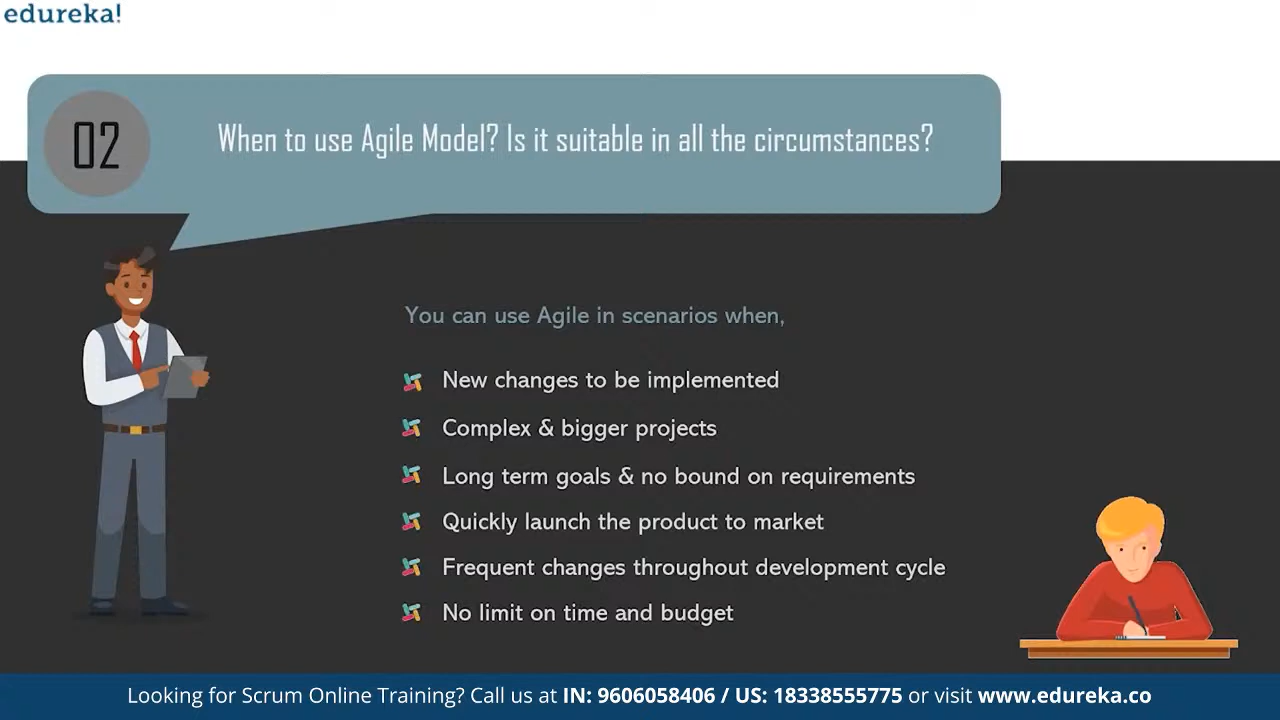 edureka!
02
When to use Agile Model? Is it suitable in all the circumstances?
You can use Agile in scenarios when,
New changes to be implemented
Complex & bigger projects
Long term goals & no bound on requirements
Quickly launch the product to market
Frequent changes throughout development cycle
No limit on time and budget
Looking for Scrum Online Training? Call us at IN: 9606058406 / US: 18338555775 or visit www.edureka.co